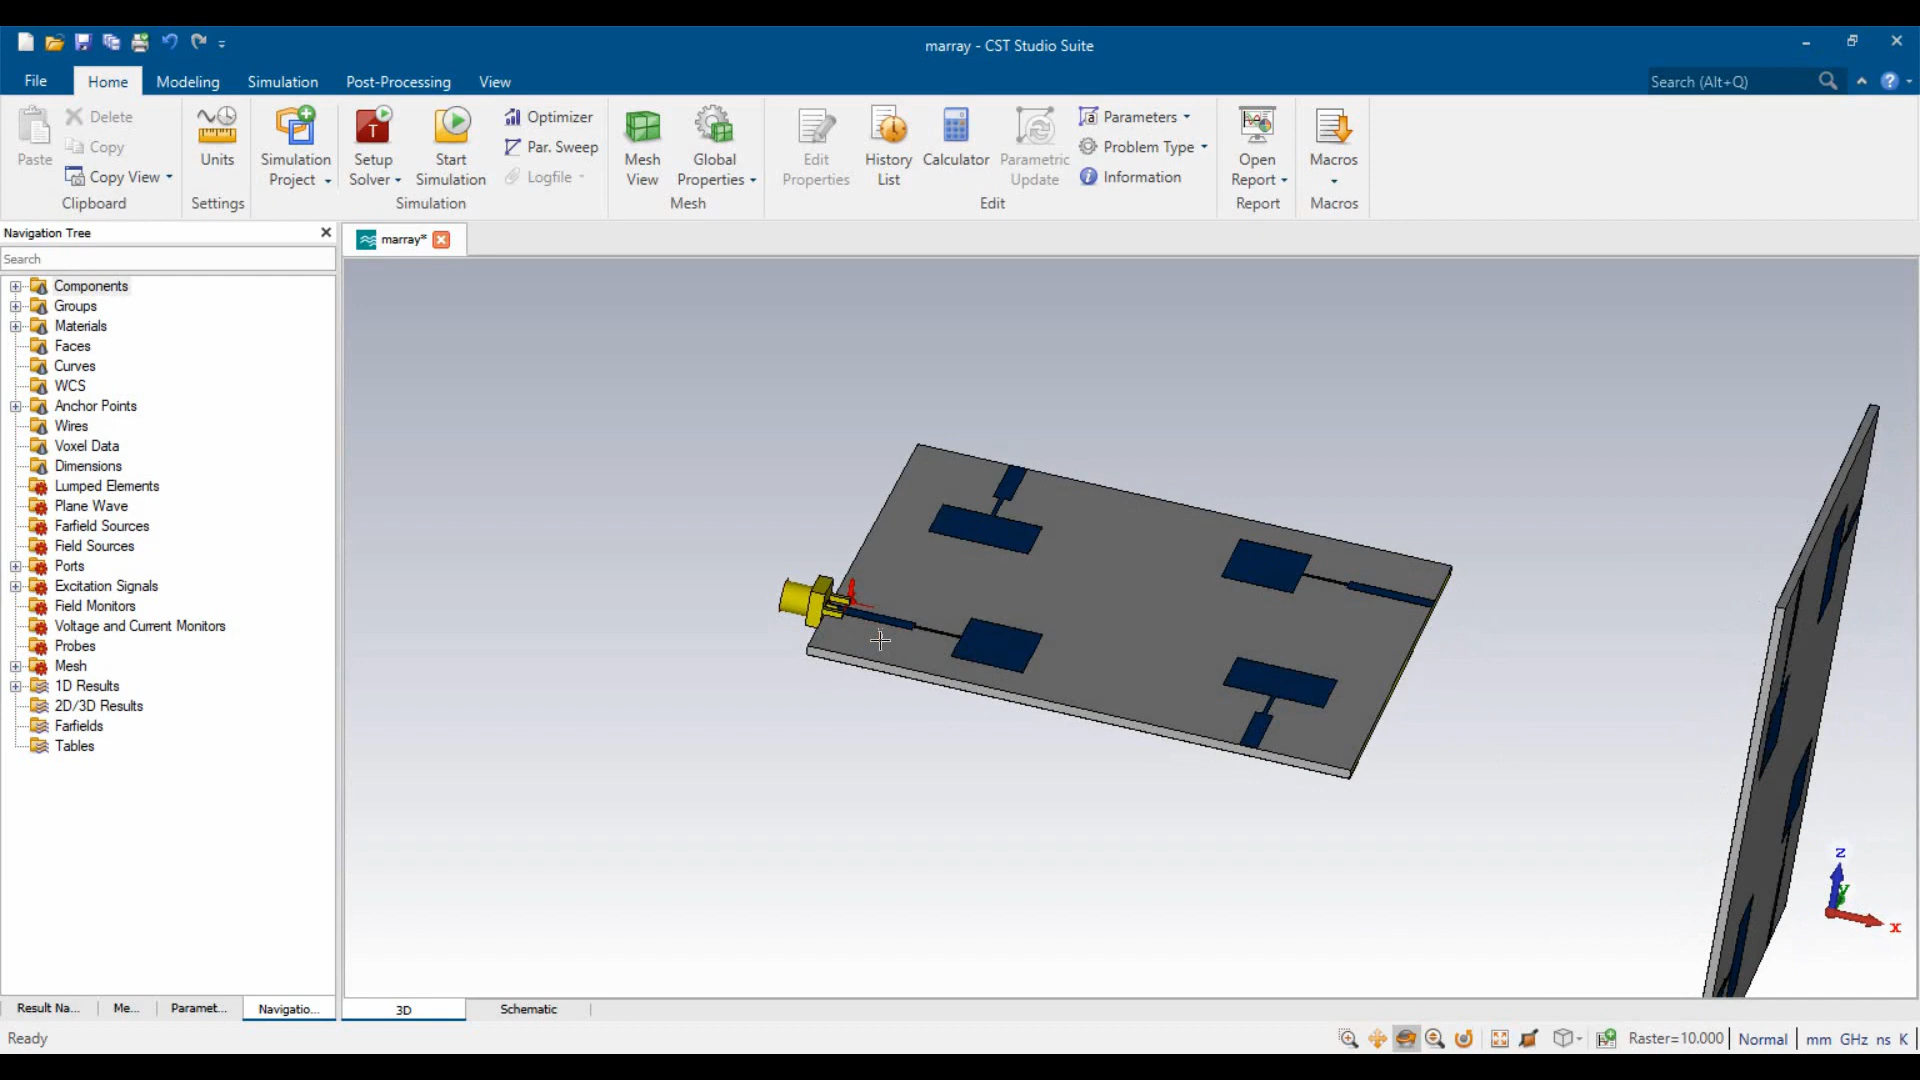 marray - CST Studio Suite
File Home Modeling Simulation Post-Processing View
Search (Alt+Q)
Paste
Delete
Copy
Copy View
Clipboard
Units
Settings
Simulation
Project
Setup
Solver
Start
Simulation
Optimizer
Par. Sweep
Logfile
Simulation
Mesh
View
Global
Properties
Mesh
Edit
Properties
History
List
Calculator
Parametric
Update
Parameters
Problem Type
Information
Edit
Open
Report
Report
Macros
Macros
Navigation Tree
marray*
Search
Components
Groups
Materials
Faces
Curves
WCS
Anchor Points
Wires
Voxel Data
Dimensions
Lumped Elements
Plane Wave
Farfield Sources
Field Sources
Ports
Excitation Signals
Field Monitors
Voltage and Current Monitors
Probes
Mesh
1D Results
2D/3D Results
Farfields
Tables
z
y
x
Result Na... Me... Paramet... Navigatio...
3D Schematic
Ready
Raster=10.000 Normal mm GHz ns K